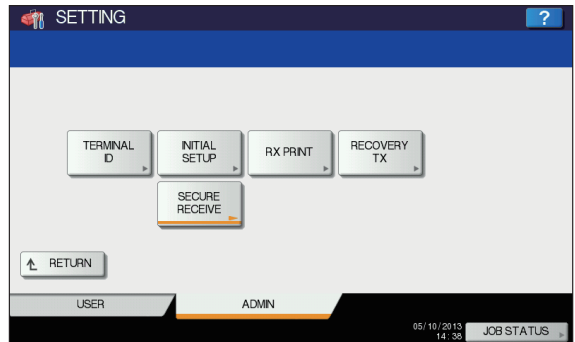 SETTING
?
TERMINAL
ID
INITIAL
SETUP
RX PRINT
RECOVERY
TX
SECURE
RECEIVE
RETURN
USER
ADMIN
05/10/2013
14:38
JOB STATUS